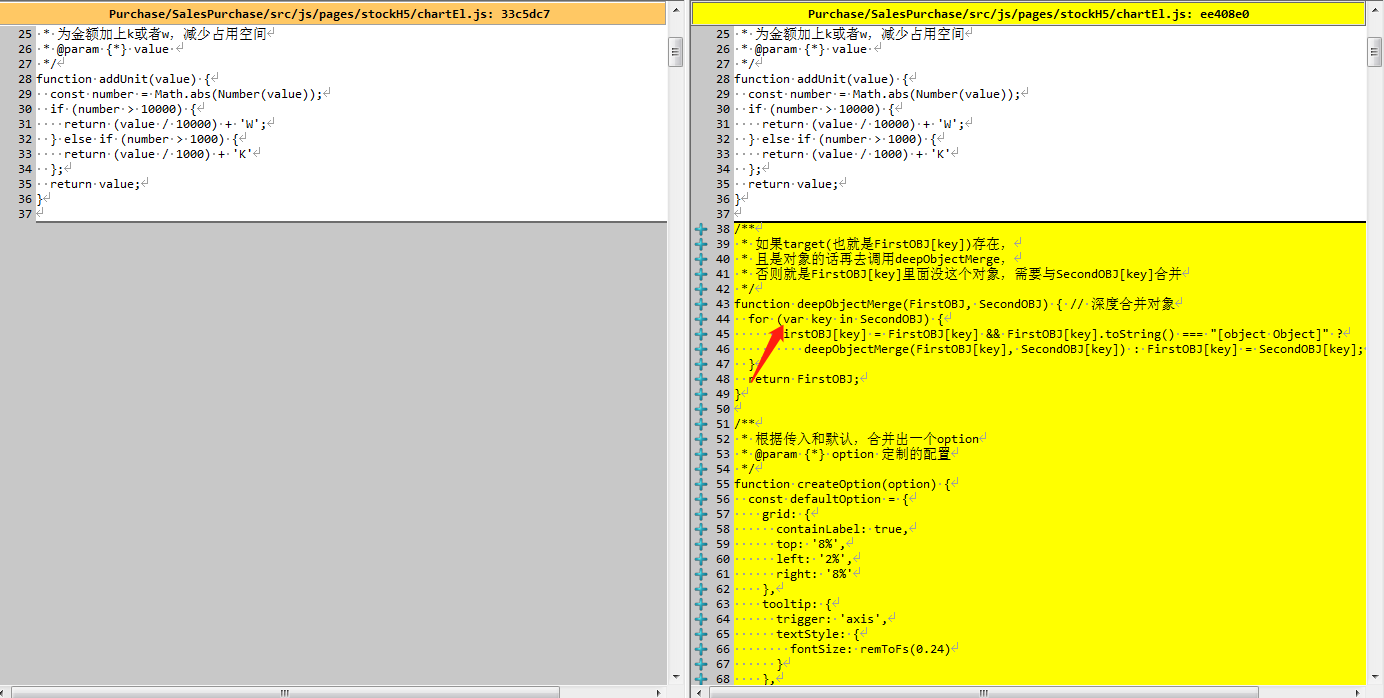 Purchase/SalesPurchase/src/js/pages/stockH5/chartEl.js: 33c5dc7
25 * 为金额加上k或者w，减少占用空间
26 * @param {*} value
27 */
28 function addUnit(value) {
29 const number = Math.abs(Number(value));
30 if (number > 10000) {
31 return (value / 10000) + 'W';
32 } else if (number > 1000) {
33 return (value / 1000) + 'K'
34 };
35 return value;
36 }
37
Purchase/SalesPurchase/src/js/pages/stockH5/chartEl.js: ee408e0
25 * 为金额加上k或者w，减少占用空间
26 * @param {*} value
27 */
28 function addUnit(value) {
29 const number = Math.abs(Number(value));
30 if (number > 10000) {
31 return (value / 10000) + 'W';
32 } else if (number > 1000) {
33 return (value / 1000) + 'K'
34 };
35 return value;
36 }
37
38 /**
39 * 如果target(也就是FirstOBJ[key])存在，
40 * 且是对象的话再去调用deepObjectMerge，
41 * 否则就是FirstOBJ[key]里面没这个对象，需要与SecondOBJ[key]合并
42 */
43 function deepObjectMerge(FirstOBJ, SecondOBJ) { // 深度合并对象
44 for (var key in SecondOBJ) {
45 irstOBJ[key] = FirstOBJ[key] && FirstOBJ[key].toString() === "[object Object]" ?
46 deepObjectMerge(FirstOBJ[key], SecondOBJ[key]) : FirstOBJ[key] = SecondOBJ[key];
47 }
48 return FirstOBJ;
49 }
50
51 /**
52 * 根据传入和默认，合并出一个option
53 * @param {*} option 定制的配置
54 */
55 function createOption(option) {
56 const defaultOption = {
57 grid: {
58 containLabel: true,
59 top: '8%',
60 left: '2%',
61 right: '8%'
62 },
63 tooltip: {
64 trigger: 'axis',
65 textStyle: {
66 fontSize: remToFs(0.24)
67 }
68 },